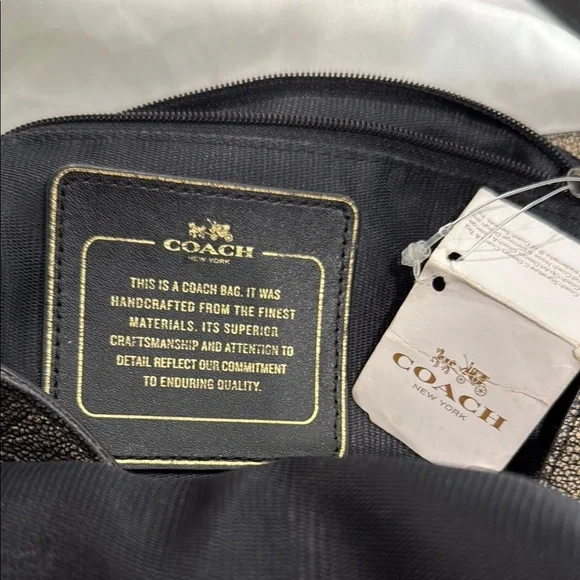 COACH
NEW YORK
THIS IS A COACH BAG. IT WAS
HANDCRAFTED FROM THE FINEST
MATERIALS. ITS SUPERIOR
CRAFTSMANSHIP AND ATTENTION TO
DETAIL REFLECT OUR COMMITMENT
TO ENDURING QUALITY.
COACH
NEW YORK